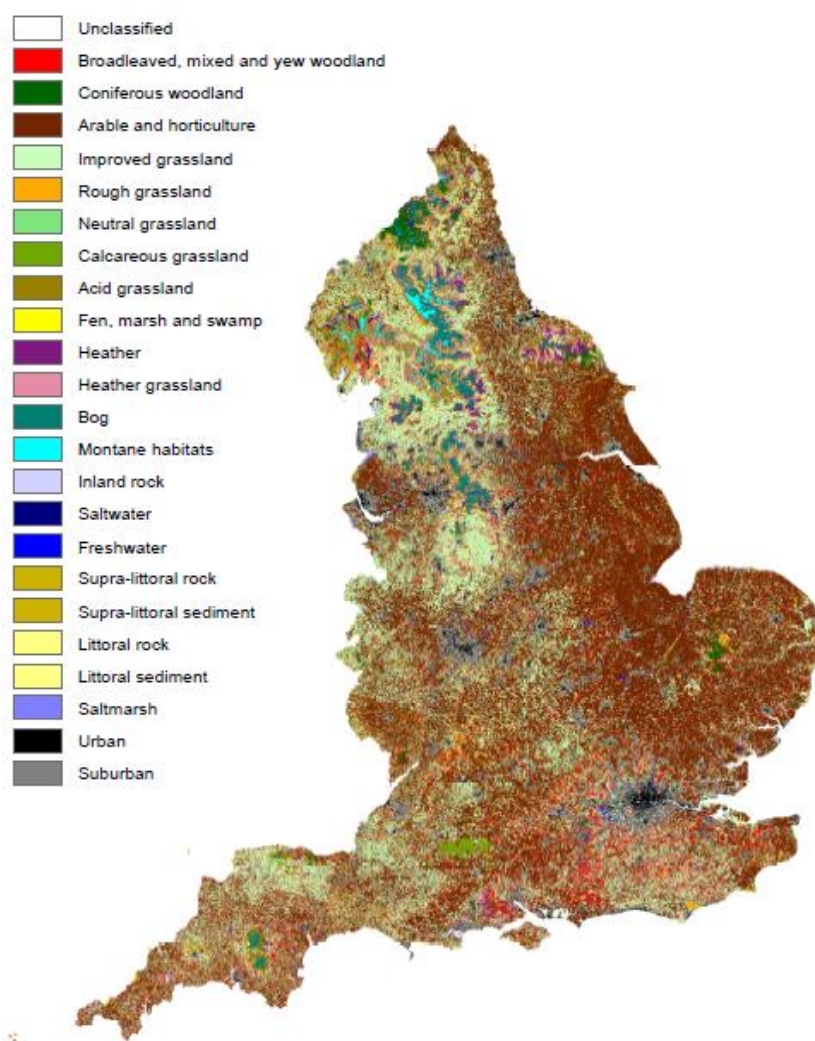 Unclassified
Broadleaved, mixed and yew woodland
Coniferous woodland
Arable and horticulture
Improved grassland
Rough grassland
Neutral grassland
Calcareous grassland
Acid grassland
Fen, marsh and swamp
Heather
Heather grassland
Bog
Montane habitats
Inland rock
Saltwater
Freshwater
Supra-littoral rock
Supra-littoral sediment
Littoral rock
Littoral sediment
Saltmarsh
Urban
Suburban